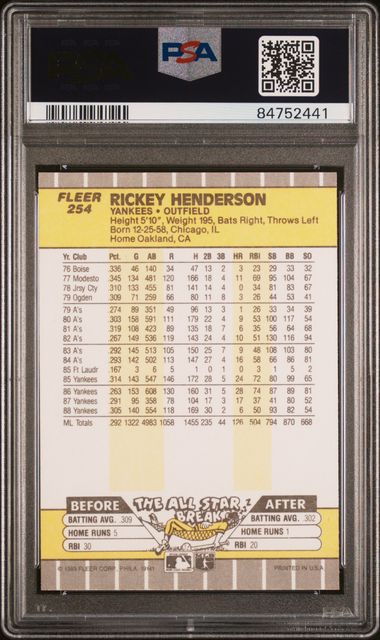 PSA
84752441
FLEER 254
RICKEY HENDERSON
YANKEES • OUTFIELD
Height 5'10", Weight 195, Bats Right, Throws Left
Born 12-25-58, Chicago, IL
Home Oakland, CA
Yr. Club Pct. G AB R H 2B 3B HR RBI SB BB SO
76 Boise .336 46 140 34 47 13 2 3 23 29 33 32
77 Modesto .345 134 481 120 166 18 4 11 69 95 104 67
78 Jrsy Cty .310 133 455 81 141 14 4 0 34 81 83 67
79 Ogden .309 71 259 66 80 11 8 3 26 44 53 41
79 A's .274 89 351 49 96 13 3 1 26 33 34 39
80 A's .303 158 591 111 179 22 4 9 53 100 117 54
81 A's .319 108 423 89 135 18 7 6 35 56 64 68
82 A's .267 149 536 119 143 24 4 10 51 130 116 94
83 A's .292 145 513 105 150 25 7 9 48 108 103 80
84 A's .293 142 502 113 147 27 4 16 58 66 86 81
85 Ft Laudr .167 3 6 5 1 0 1 0 3 1 5 2
85 Yankees .314 143 547 146 172 28 5 24 72 80 99 65
86 Yankees .263 153 608 130 160 31 5 28 74 87 89 81
87 Yankees .291 95 358 78 104 17 3 17 37 41 80 52
88 Yankees .305 140 554 118 169 30 2 6 50 93 82 54
ML Totals .292 1322 4983 1058 1455 235 44 126 504 794 870 668
BEFORE THE ALL STAR BREAK AFTER
BATTING AVG. .309 BATTING AVG. .302
HOME RUNS 5 HOME RUNS 1
RBI 30 RBI 20
© 1989 FLEER CORP., PHILA. 19141 PRINTED IN U.S.A.